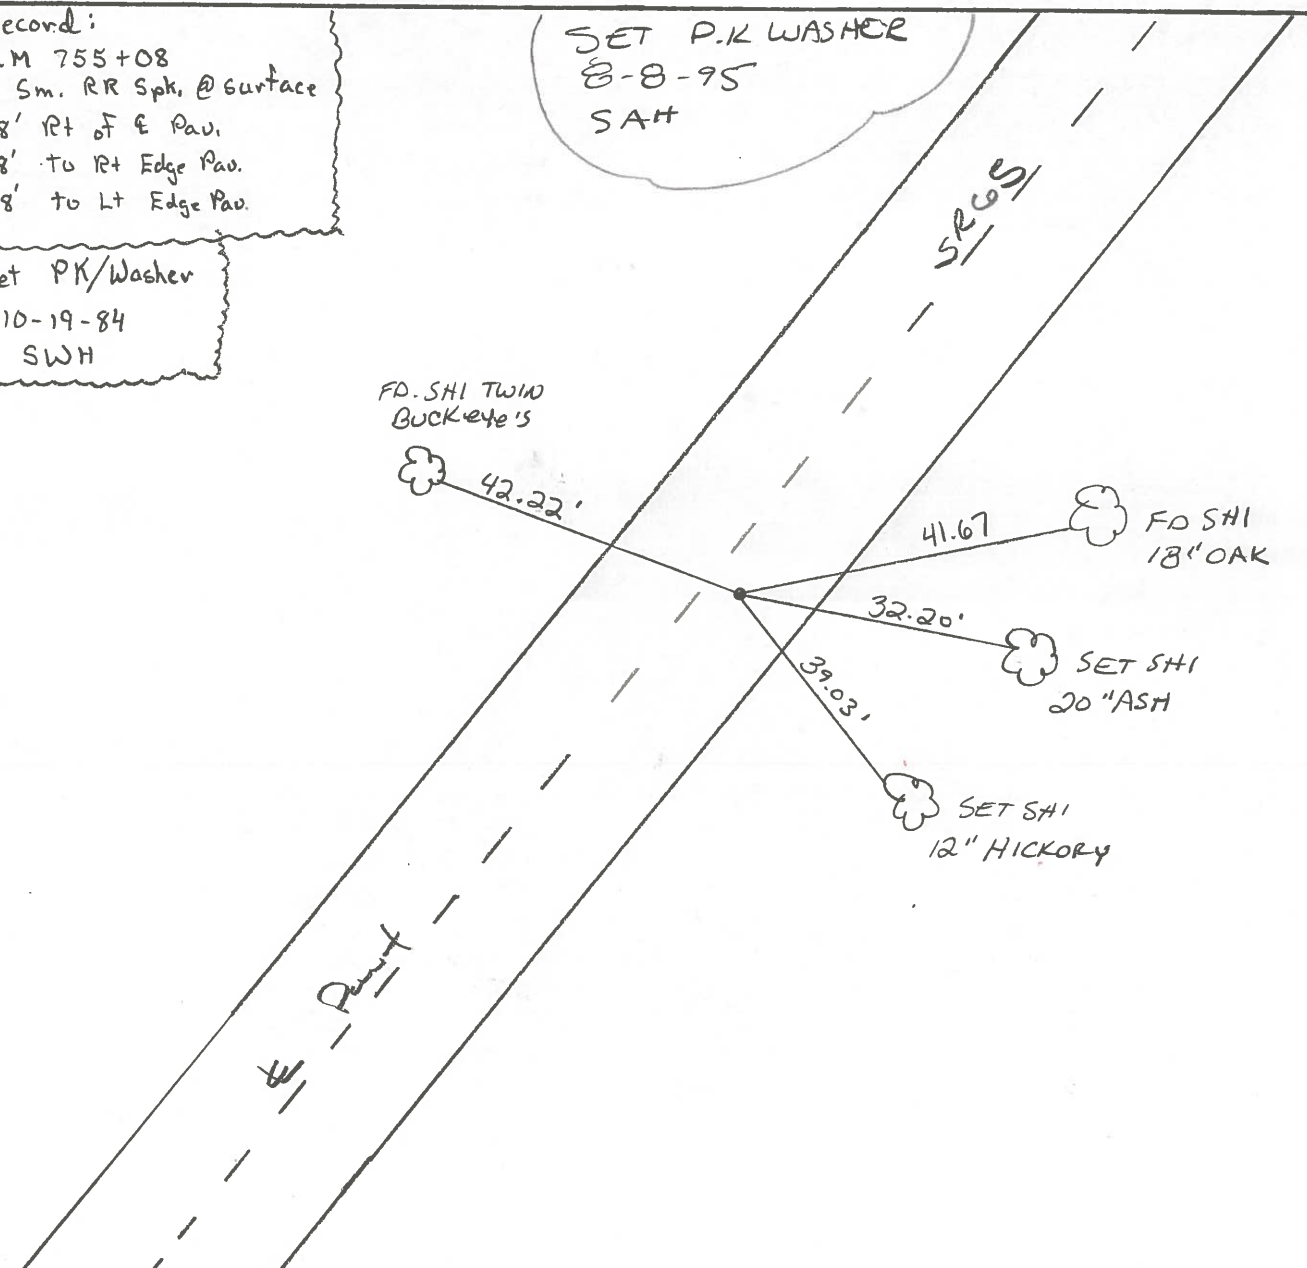 ecord:
.M 755+08
Sm. RR Spk. @ surface
8' Rt of ℄ Pav.
8' to Rt Edge Pav.
8' to Lt Edge Pav.
et PK/Washer
10-19-84
SWH
SET P.K WASHER
8-8-95
SAH
SR 65
FD. SHI TWIN
BUCKeye's
42.22'
41.67
FD SHI
18" OAK
32.20'
SET SHI
20" ASH
39.03'
SET SHI
12" HICKORY
℄ Pvmt